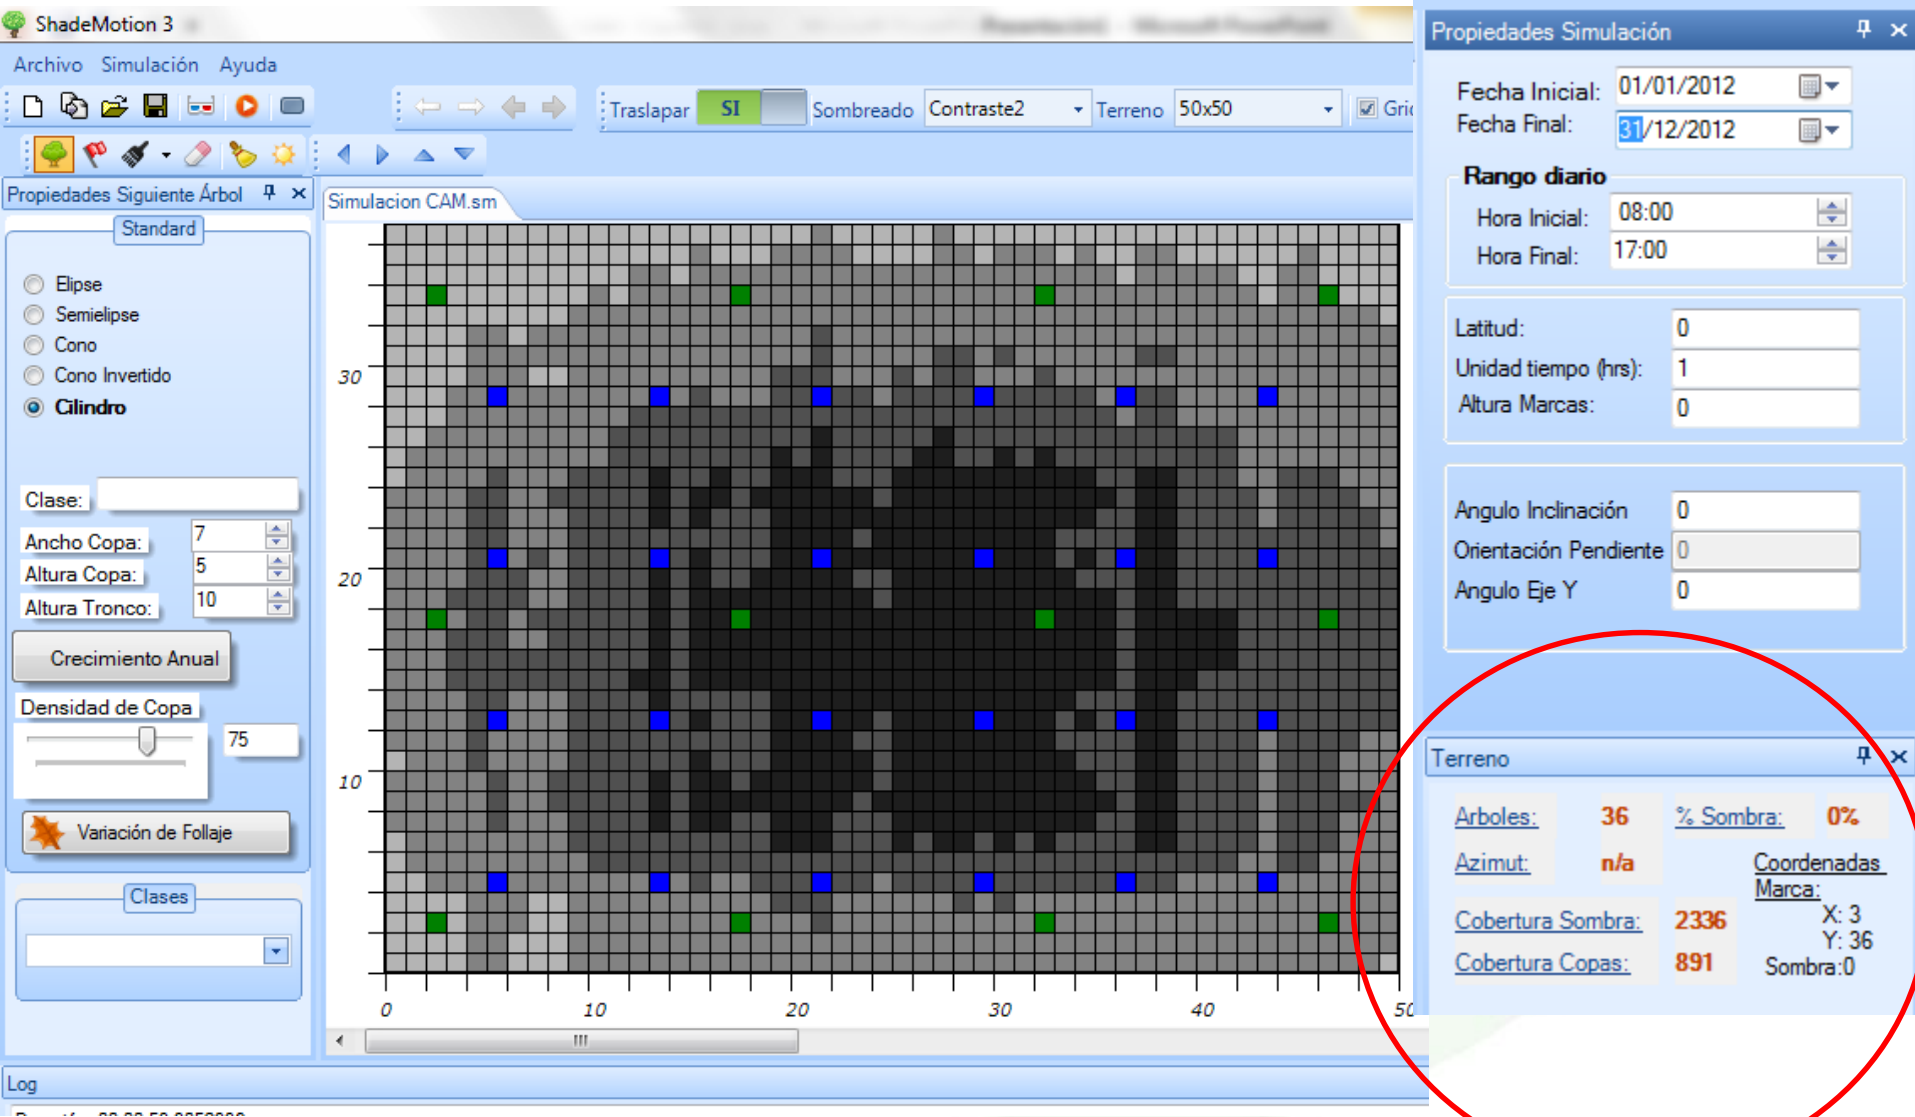 ShadeMotion 3
Archivo Simulación Ayuda
Traslapar SI Sombreado Contraste2 Terreno 50x50
Propiedades Siguiente Árbol
Standard
Elipse
Semielipse
Cono
Cono Invertido
Cilindro
Clase:
Ancho Copa: 7
Altura Copa: 5
Altura Tronco: 10
Crecimiento Anual
Densidad de Copa
75
Variación de Follaje
Clases
Simulacion CAM.sm
30
20
10
0 10 20 30 40 50
Log
Propiedades Simulación
Fecha Inicial: 01/01/2012
Fecha Final: 31/12/2012
Rango diario
Hora Inicial: 08:00
Hora Final: 17:00
Latitud: 0
Unidad tiempo (hrs): 1
Altura Marcas: 0
Angulo Inclinación 0
Orientación Pendiente 0
Angulo Eje Y 0
Terreno
Arboles: 36 % Sombra: 0%
Azimut: n/a Coordenadas
Marca:
X: 3
Cobertura Sombra: 2336
Y: 36
Cobertura Copas: 891 Sombra:0